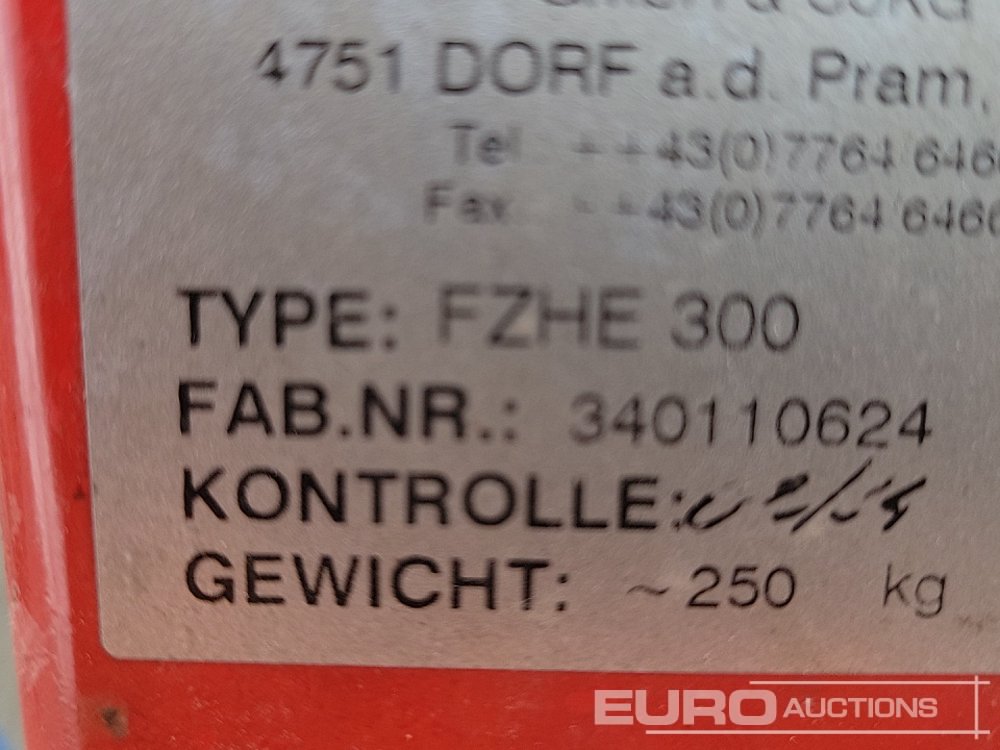 4751 DORF a.d. Pram,
Tel ++43(0)7764 646
Fax ++43(0)7764 646
TYPE: FZHE 300
FAB.NR.: 340110624
KONTROLLE:
GEWICHT: ~250 kg
EURO AUCTIONS